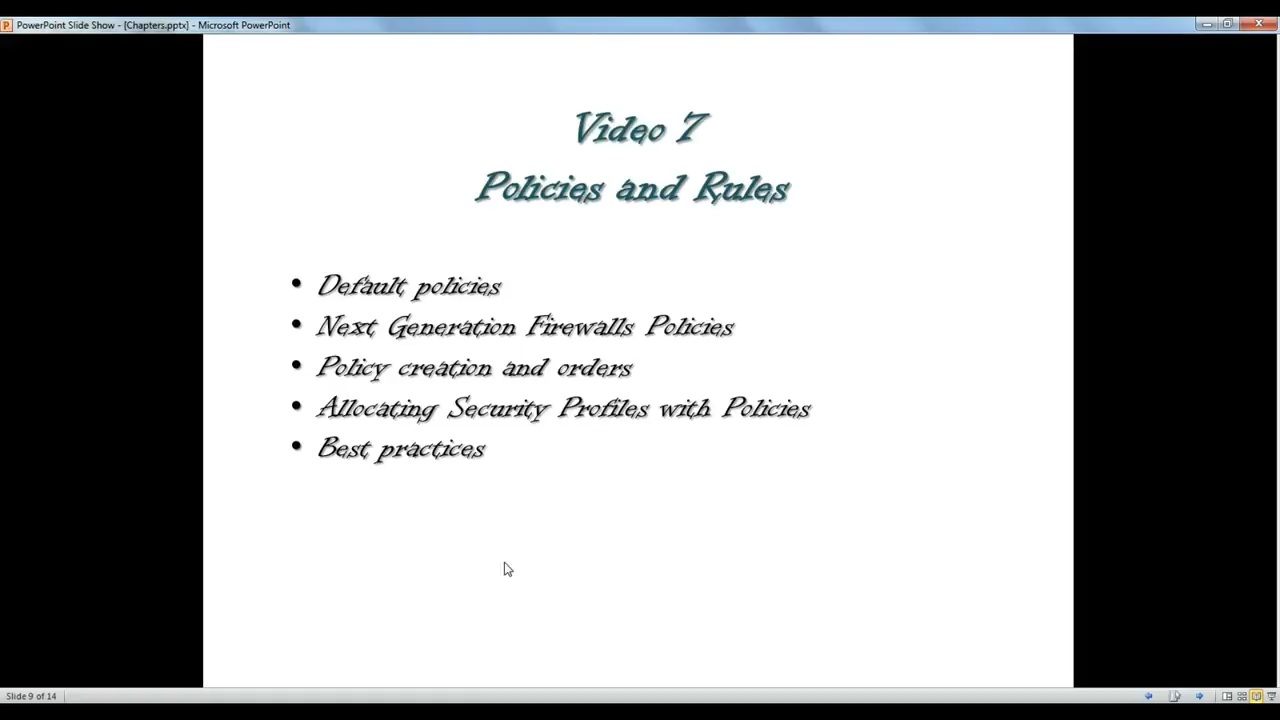 PowerPoint Slide Show - [Chapters.pptx] - Microsoft PowerPoint
Video 7
Policies and Rules
• Default policies
• Next Generation Firewalls Policies
• Policy creation and orders
• Allocating Security Profiles with Policies
• Best practices
Slide 9 of 14